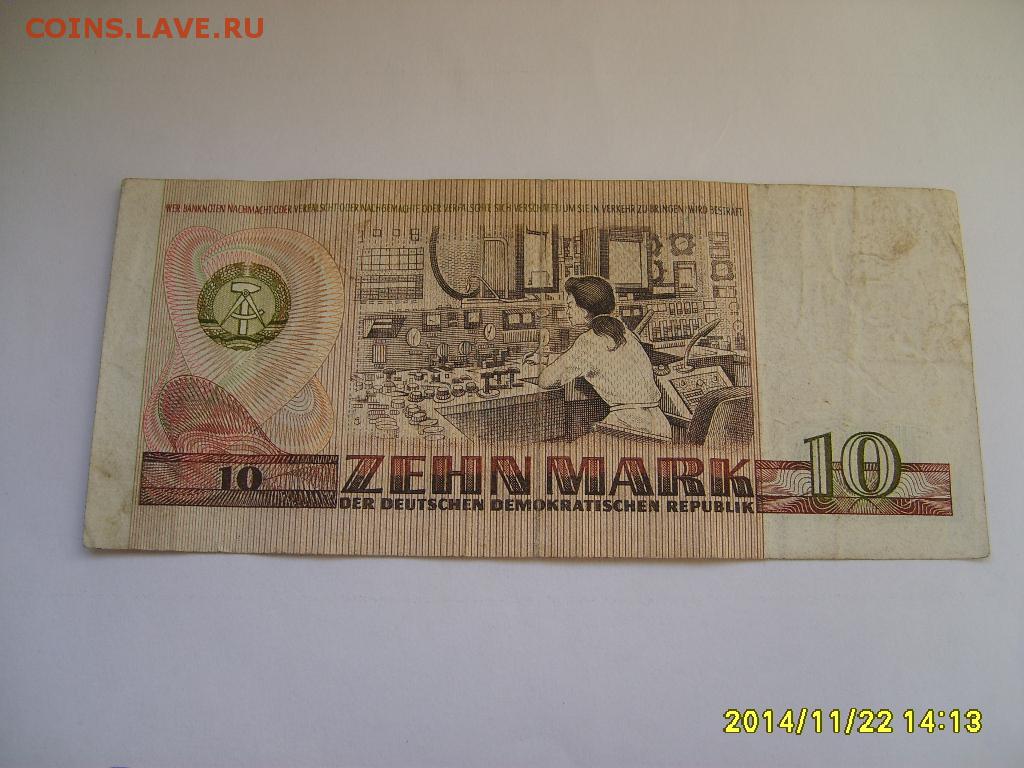 COINS.LAVE.RU
WER BANKNOTEN NACHMACHT ODER VERFÄLSCHT ODER NACHGEMACHTE ODER VERFÄLSCHTE SICH VERSCHAFFT UM SIE IN VERKEHR ZU BRINGEN / WIRD BESTRAFT
10 ZEHN MARK 10
DER DEUTSCHEN DEMOKRATISCHEN REPUBLIK
2014/11/22 14:13